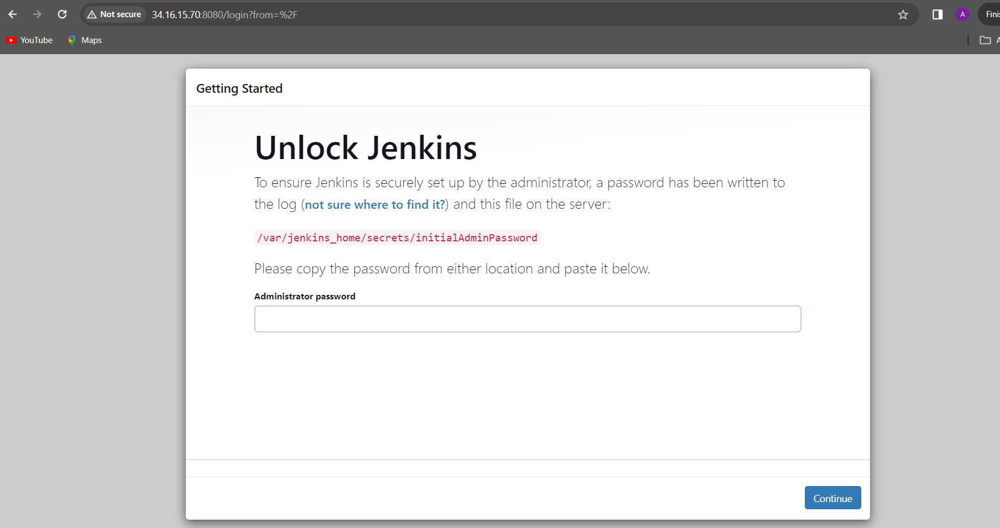 Not secure 34.16.15.70:8080/login?from=%2F A Finis
YouTube Maps A
Getting Started
Unlock Jenkins
To ensure Jenkins is securely set up by the administrator, a password has been written to
the log (not sure where to find it?) and this file on the server:
/var/jenkins_home/secrets/initialAdminPassword
Please copy the password from either location and paste it below.
Administrator password
Continue